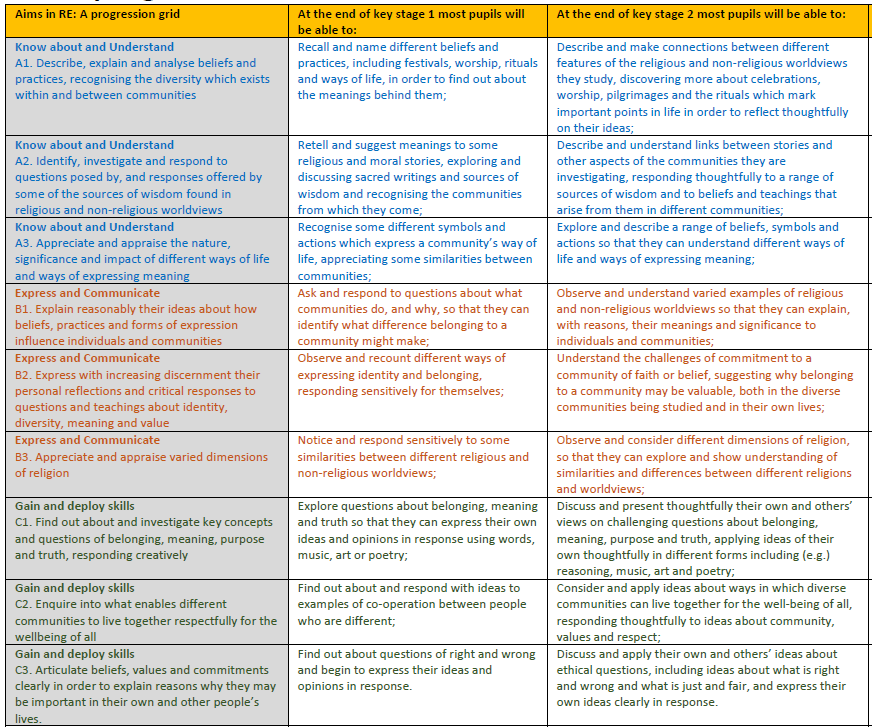 Aims in RE: A progression grid
At the end of key stage 1 most pupils will
be able to:
At the end of key stage 2 most pupils will be able to:
Know about and Understand
A1. Describe, explain and analyse beliefs and
practices, recognising the diversity which exists
within and between communities
Recall and name different beliefs and
practices, including festivals, worship, rituals
and ways of life, in order to find out about
the meanings behind them;
Describe and make connections between different
features of the religious and non-religious worldviews
they study, discovering more about celebrations,
worship, pilgrimages and the rituals which mark
important points in life in order to reflect thoughtfully
on their ideas;
Know about and Understand
A2. Identify, investigate and respond to
questions posed by, and responses offered by
some of the sources of wisdom found in
religious and non-religious worldviews
Retell and suggest meanings to some
religious and moral stories, exploring and
discussing sacred writings and sources of
wisdom and recognising the communities
from which they come;
Describe and understand links between stories and
other aspects of the communities they are
investigating, responding thoughtfully to a range of
sources of wisdom and to beliefs and teachings that
arise from them in different communities;
Know about and Understand
A3. Appreciate and appraise the nature,
significance and impact of different ways of life
and ways of expressing meaning
Recognise some different symbols and
actions which express a community's way of
life, appreciating some similarities between
communities;
Explore and describe a range of beliefs, symbols and
actions so that they can understand different ways of
life and ways of expressing meaning;
Express and Communicate
B1. Explain reasonably their ideas about how
beliefs, practices and forms of expression
influence individuals and communities
Ask and respond to questions about what
communities do, and why, so that they can
identify what difference belonging to a
community might make;
Observe and understand varied examples of religious
and non-religious worldviews so that they can explain,
with reasons, their meanings and significance to
individuals and communities;
Express and Communicate
B2. Express with increasing discernment their
personal reflections and critical responses to
questions and teachings about identity,
diversity, meaning and value
Observe and recount different ways of
expressing identity and belonging,
responding sensitively for themselves;
Understand the challenges of commitment to a
community of faith or belief, suggesting why belonging
to a community may be valuable, both in the diverse
communities being studied and in their own lives;
Express and Communicate
B3. Appreciate and appraise varied dimensions
of religion
Notice and respond sensitively to some
similarities between different religious and
non-religious worldviews;
Observe and consider different dimensions of religion,
so that they can explore and show understanding of
similarities and differences between different religions
and worldviews;
Gain and deploy skills
C1. Find out about and investigate key concepts
and questions of belonging, meaning, purpose
and truth, responding creatively
Explore questions about belonging, meaning
and truth so that they can express their own
ideas and opinions in response using words,
music, art or poetry;
Discuss and present thoughtfully their own and others'
views on challenging questions about belonging,
meaning, purpose and truth, applying ideas of their
own thoughtfully in different forms including (e.g.)
reasoning, music, art and poetry;
Gain and deploy skills
C2. Enquire into what enables different
communities to live together respectfully for the
wellbeing of all
Find out about and respond with ideas to
examples of co-operation between people
who are different;
Consider and apply ideas about ways in which diverse
communities can live together for the well-being of all,
responding thoughtfully to ideas about community,
values and respect;
Gain and deploy skills
C3. Articulate beliefs, values and commitments
clearly in order to explain reasons why they may
be important in their own and other people's
lives.
Find out about questions of right and wrong
and begin to express their ideas and
opinions in response.
Discuss and apply their own and others' ideas about
ethical questions, including ideas about what is right
and wrong and what is just and fair, and express their
own ideas clearly in response.